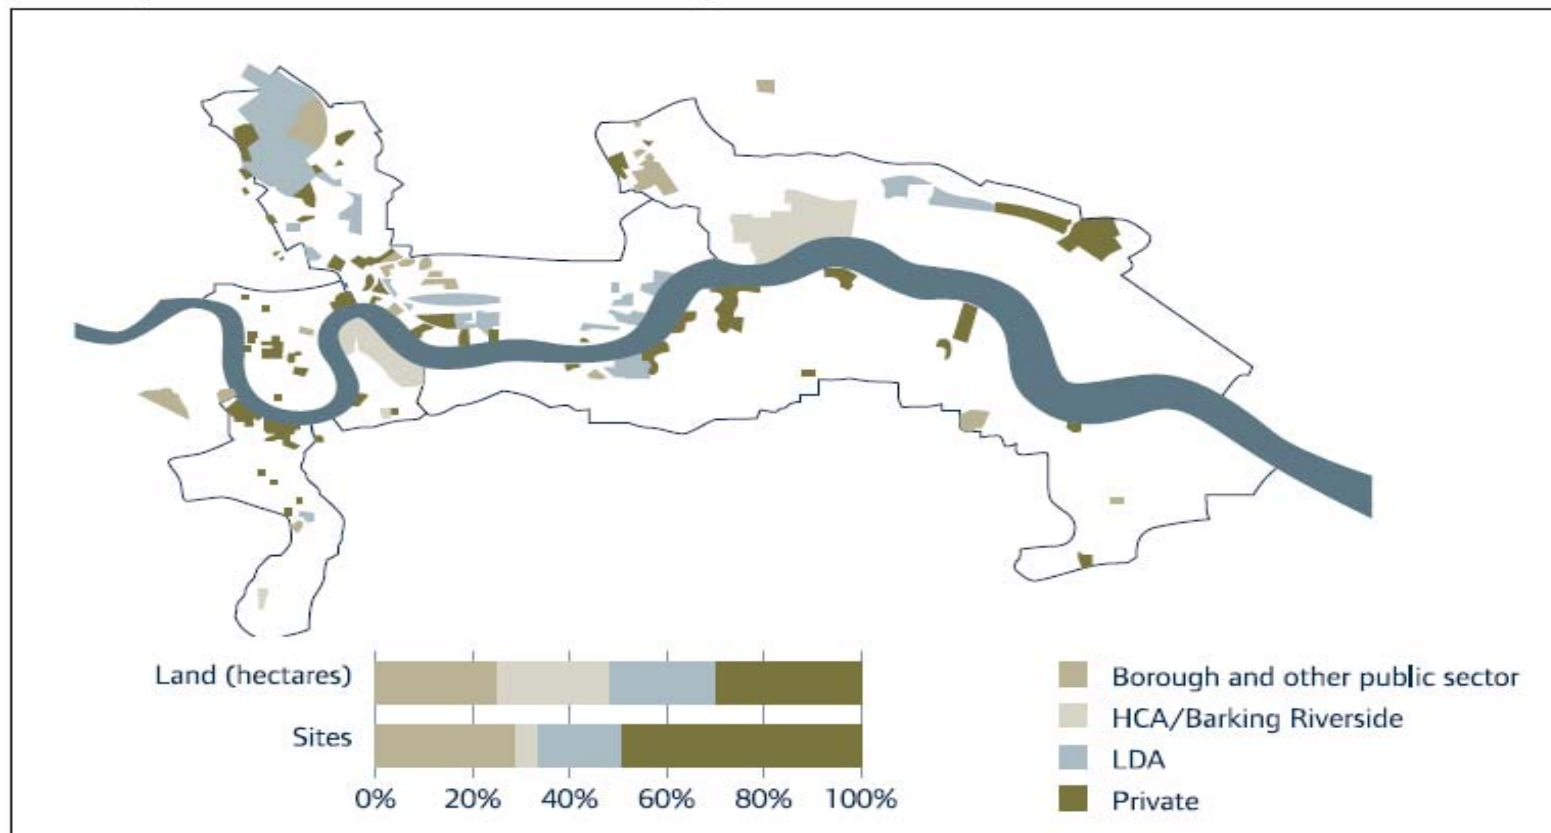 Land (hectares)
Sites
0% 20% 40% 60% 80% 100%
Borough and other public sector
HCA/Barking Riverside
LDA
Private